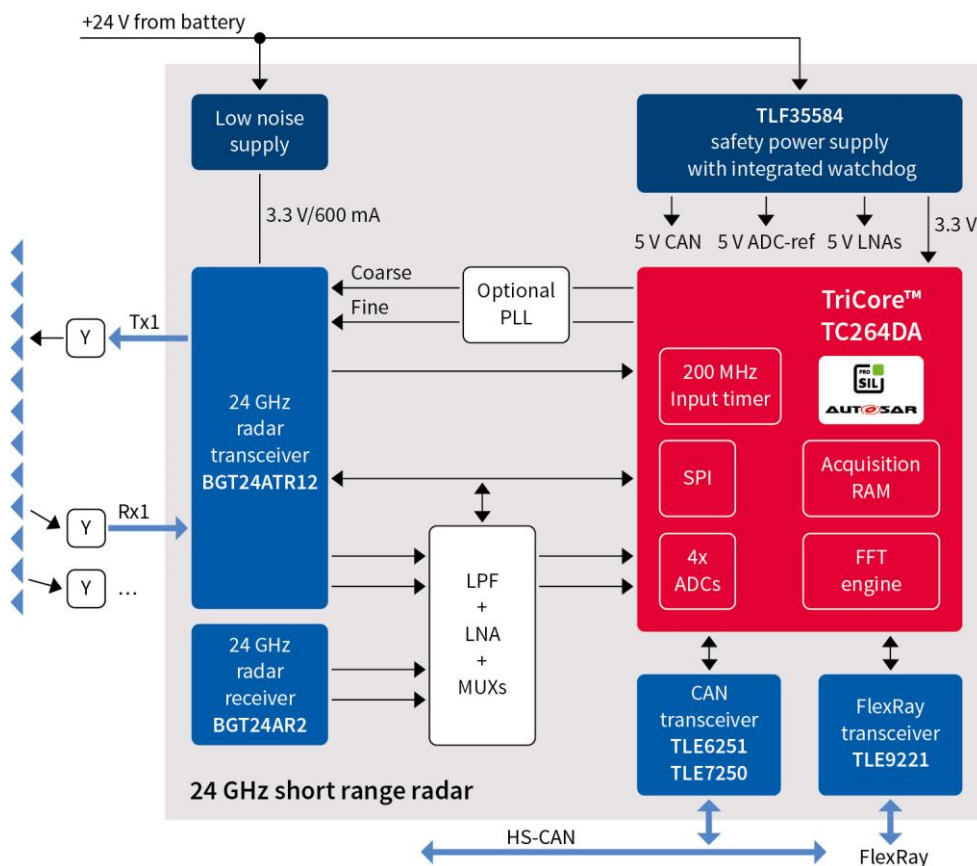 +24 V from battery
Low noise
supply
TLF35584
safety power supply
with integrated watchdog
3.3 V/600 mA
5 V CAN
5 V ADC-ref
5 V LNAs
3.3 V
Coarse
Fine
Optional
PLL
TriCore™
TC264DA
200 MHz
Input timer
PRO
SIL
AUTOSAR
Tx1
Y
24 GHz
radar
transceiver
BGT24ATR12
SPI
Acquisition
RAM
Rx1
Y
Y
...
4x
ADCs
FFT
engine
LPF
+
LNA
+
MUXs
24 GHz
radar
receiver
BGT24AR2
CAN
transceiver
TLE6251
TLE7250
FlexRay
transceiver
TLE9221
24 GHz short range radar
HS-CAN
FlexRay